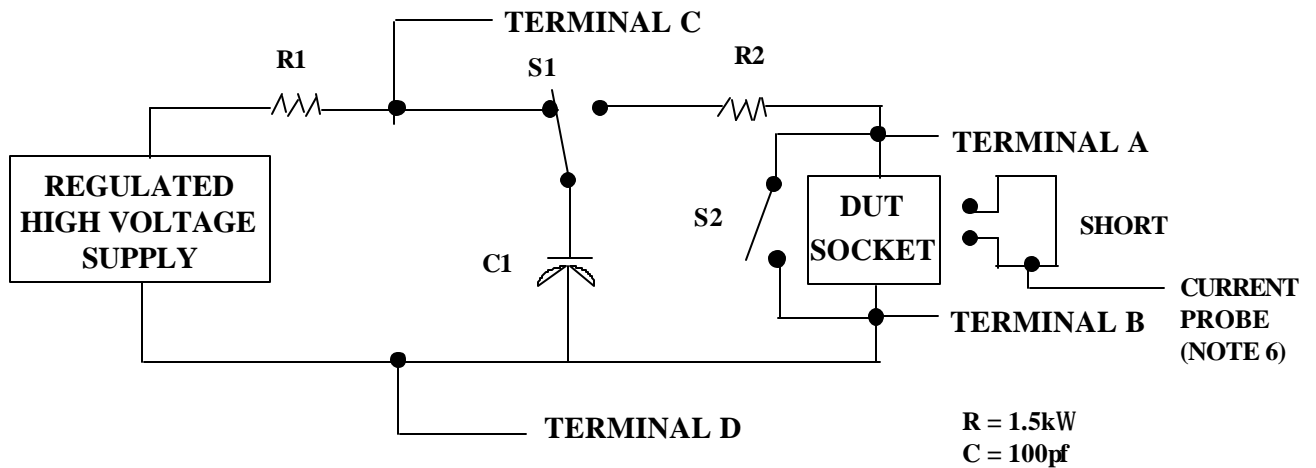 TERMINAL C
R1
S1
R2
TERMINAL A
REGULATED
HIGH VOLTAGE
SUPPLY
S2
DUT
SOCKET
SHORT
C1
CURRENT
PROBE
(NOTE 6)
TERMINAL B
TERMINAL D
R = 1.5kW
C = 100pf